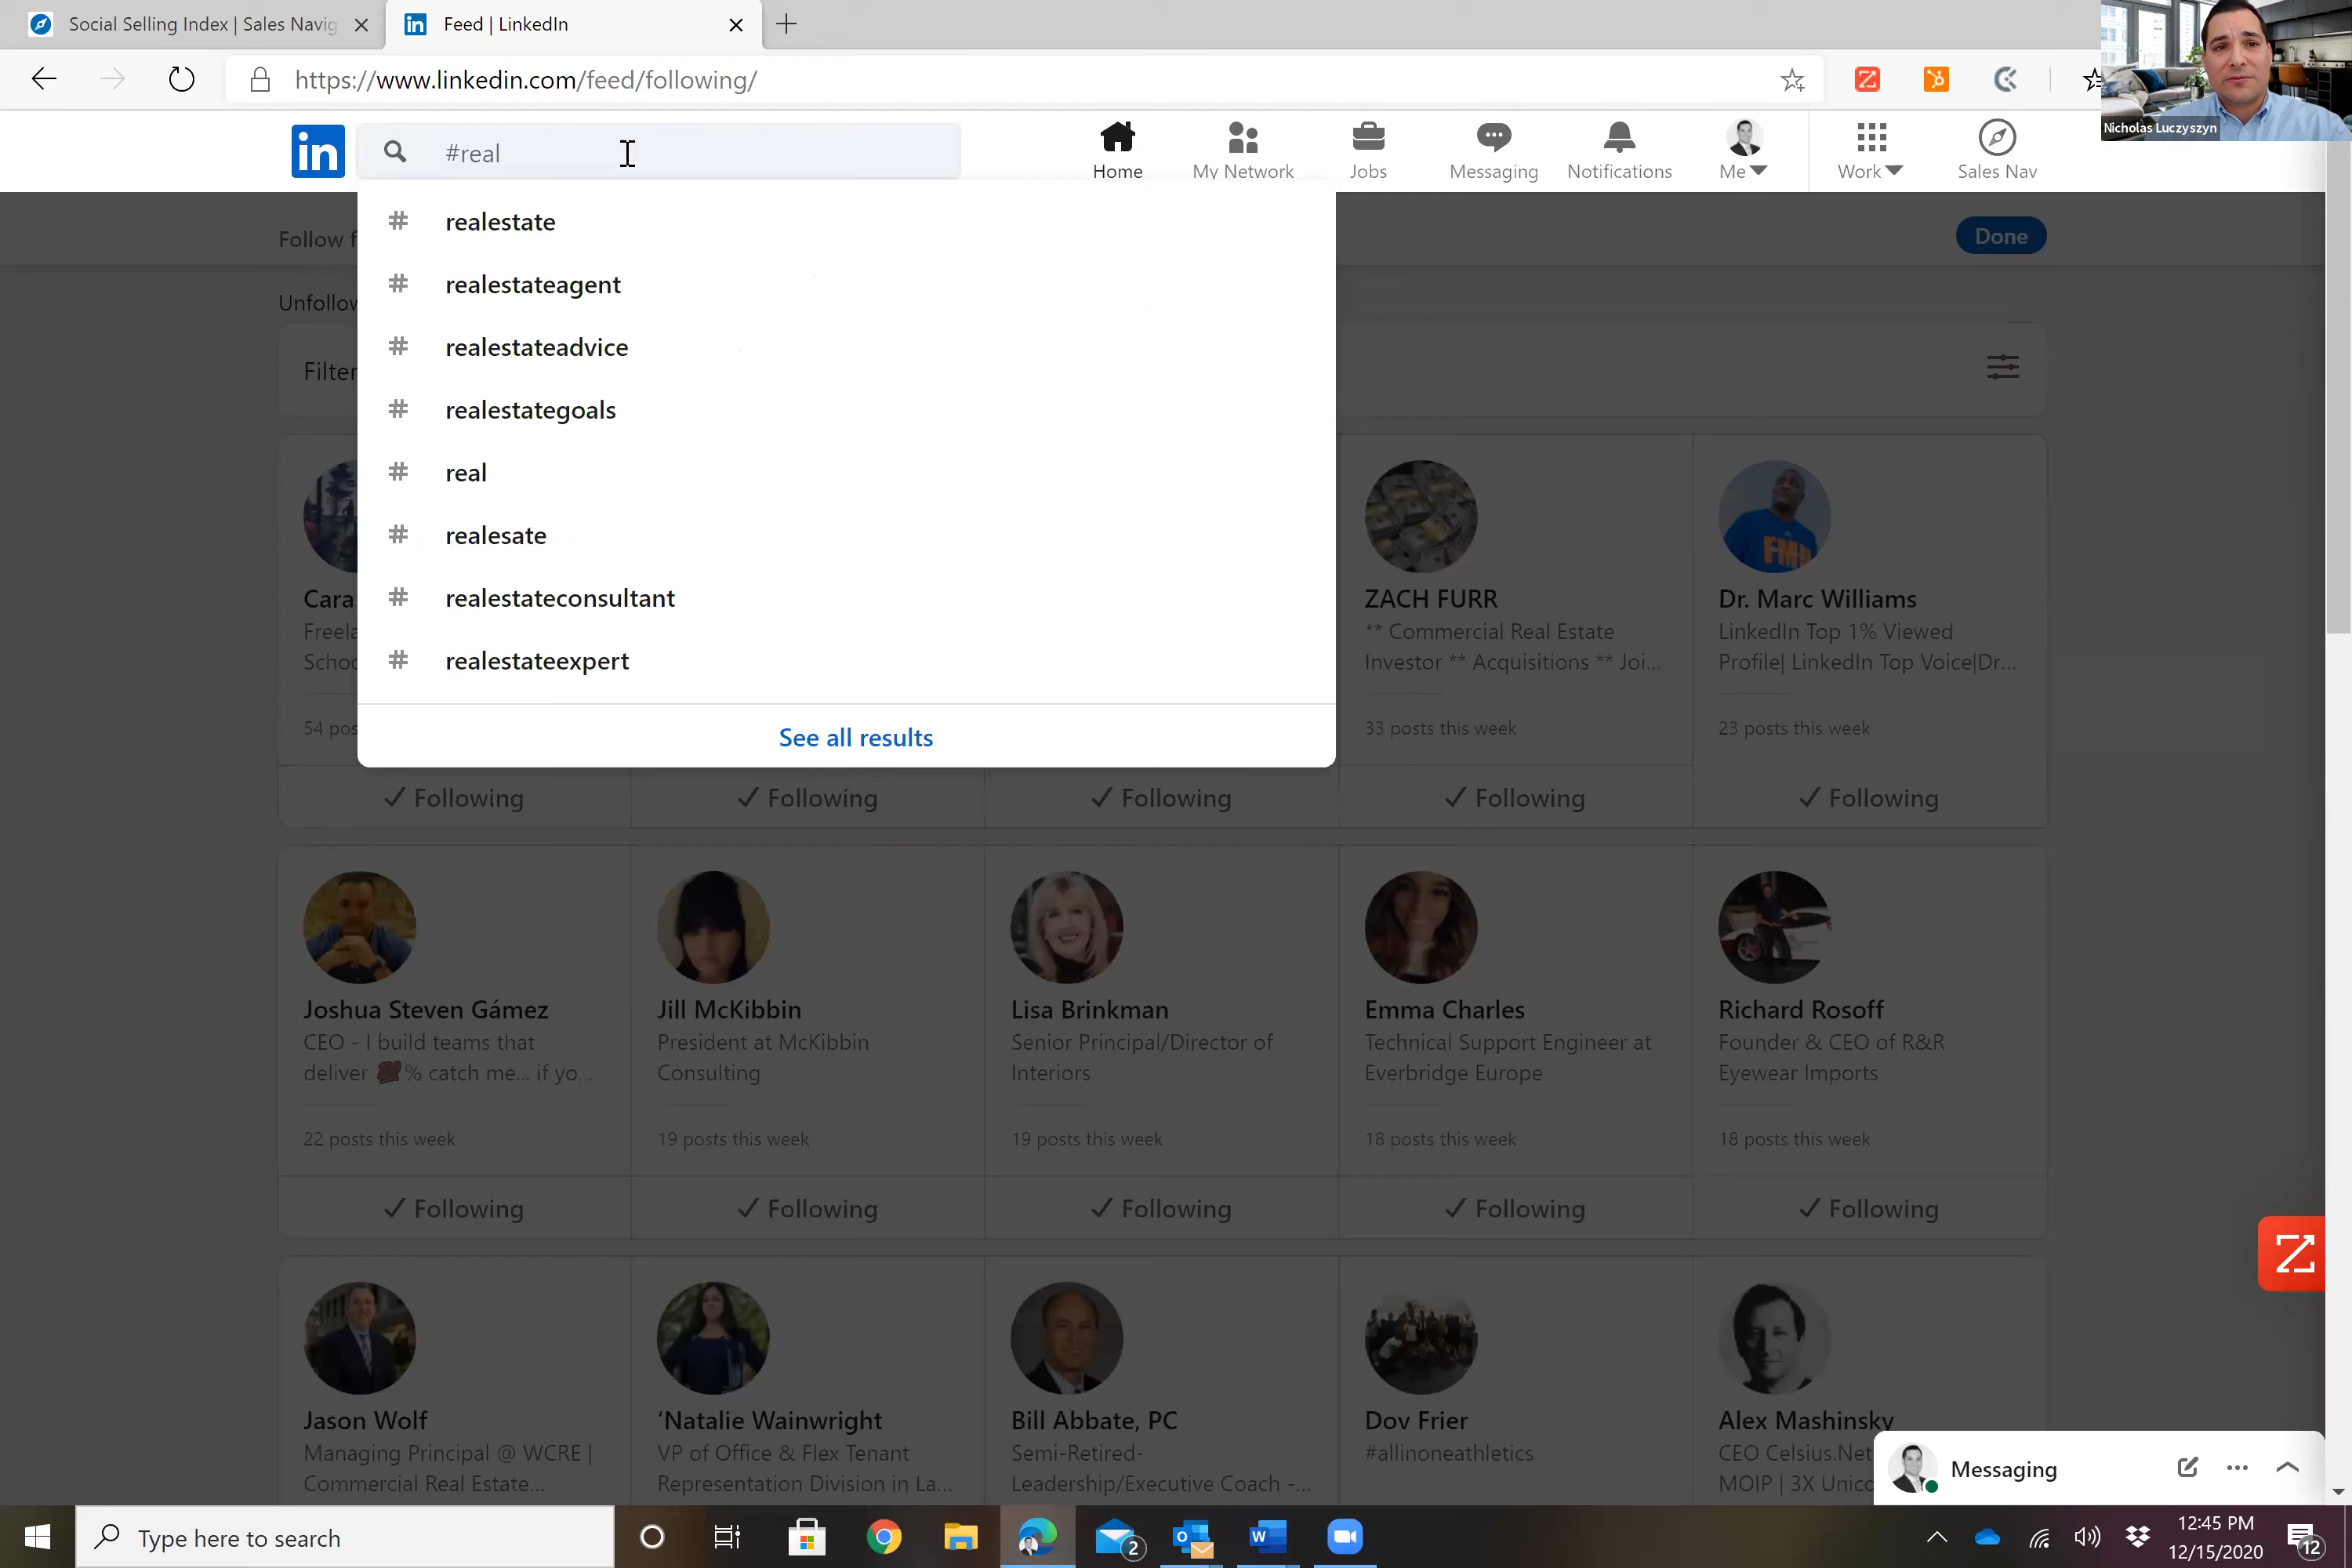 Social Selling Index | Sales Navig
Feed | LinkedIn
https://www.linkedin.com/feed/following/
Nicholas Luczyszyn
in
#real
Home
My Network
Jobs
Messaging
Notifications
Me
Work
Sales Nav
Follow f
Done
# realestate
# realestateagent
# realestateadvice
# realestategoals
# real
# realesate
# realestateconsultant
# realestateexpert
See all results
Unfollow
Filter
Cara
Freela
Schoo
54 pos
ZACH FURR
** Commercial Real Estate
Investor ** Acquisitions ** Joi...
33 posts this week
Dr. Marc Williams
LinkedIn Top 1% Viewed
Profile| LinkedIn Top Voice|Dr...
23 posts this week
Following
Following
Following
Following
Following
Joshua Steven Gámez
CEO - I build teams that
deliver 💯% catch me... if yo...
22 posts this week
Following
Jill McKibbin
President at McKibbin
Consulting
19 posts this week
Following
Lisa Brinkman
Senior Principal/Director of
Interiors
19 posts this week
Following
Emma Charles
Technical Support Engineer at
Everbridge Europe
18 posts this week
Following
Richard Rosoff
Founder & CEO of R&R
Eyewear Imports
18 posts this week
Following
Jason Wolf
Managing Principal @ WCRE |
Commercial Real Estate...
‘Natalie Wainwright
VP of Office & Flex Tenant
Representation Division in La...
Bill Abbate, PC
Semi-Retired-
Leadership/Executive Coach -...
Dov Frier
#allinoneathletics
Alex Mashinsky
CEO Celsius.Net
MOIP | 3X Unico
Messaging
Type here to search
2
12:45 PM
12/15/2020
12